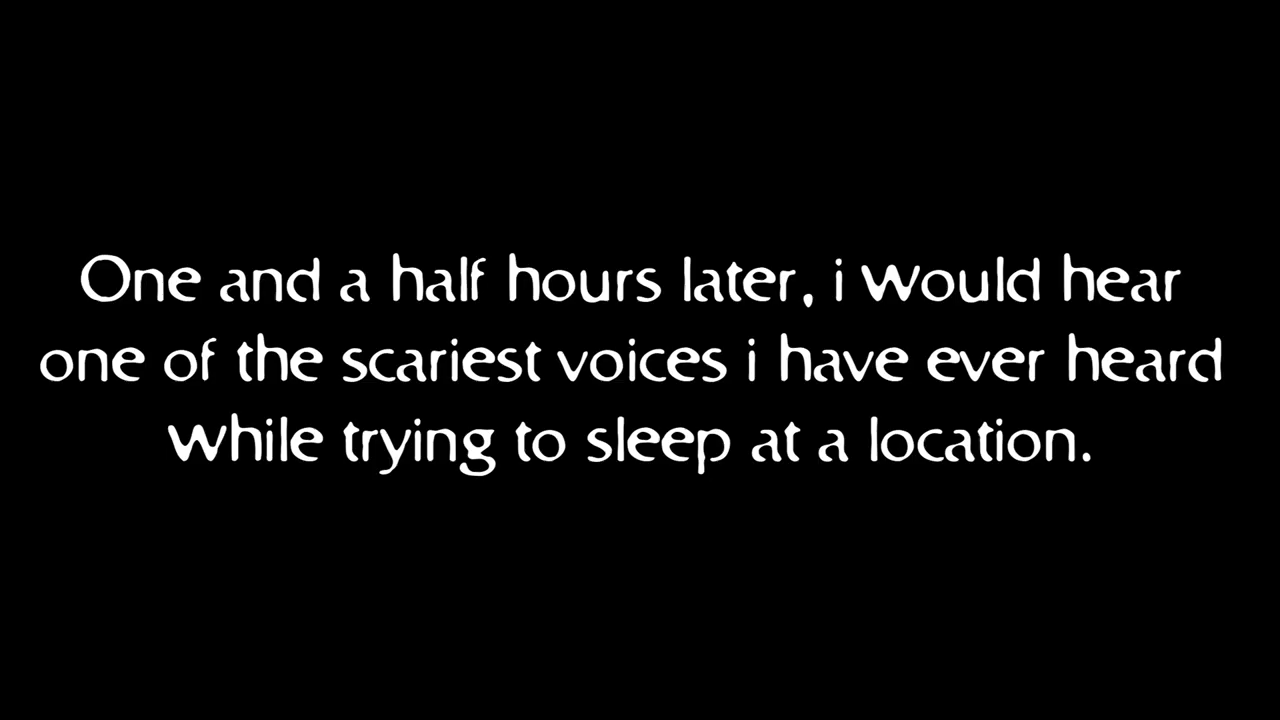 One and a half hours later, i would hear
one of the scariest voices i have ever heard
while trying to sleep at a location.